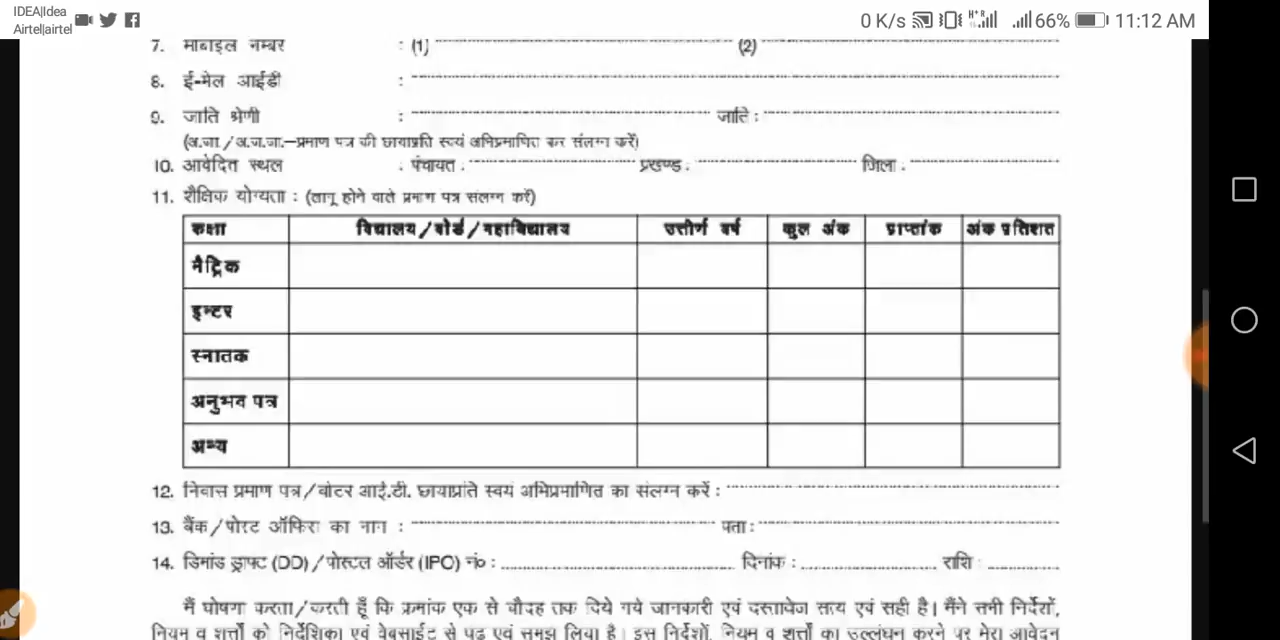 IDEA|Idea
Airtel|airtel
0 K/s 66% 11:12 AM
7. मोबाईल नम्बर : (1) (2)
8. ई-मेल आईडी :
9. जाति श्रेणी : जाति :
(अ.जा./अ.ज.जा.–प्रमाण पत्र की छायाप्रति स्वयं अभिप्रमाणित कर संलग्न करें)
10. आवेदित स्थल : पंचायत : प्रखण्ड : जिला :
11. शैक्षिक योग्यता : (लागू होने वाले प्रमाण पत्र संलग्न करें)
कक्षा विद्यालय/बोर्ड/महाविद्यालय उत्तीर्ण वर्ष कुल अंक प्राप्तांक अंक प्रतिशत
मैट्रिक
इन्टर
स्नातक
अनुभव पत्र
अन्य
12. निवास प्रमाण पत्र/वोटर आई.डी. छायाप्रति स्वयं अभिप्रमाणित का संलग्न करें :
13. बैंक/पोस्ट ऑफिस का नाम : पता :
14. डिमांड ड्राफ्ट (DD)/पोस्टल ऑर्डर (IPO) नं० : दिनांक : राशि
मैं घोषणा करता/करती हूँ कि क्रमांक एक से चौदह तक दिये गये जानकारी एवं दस्तावेज सत्य एवं सही है। मैंने सभी निर्देशों,
नियम व शर्त्तों को निर्देशिका एवं वेबसाईट से पढ़ एवं समझ लिया है। इस निर्देशों, नियम व शर्त्तों का उल्लंघन करने पर मेरा आवेदन